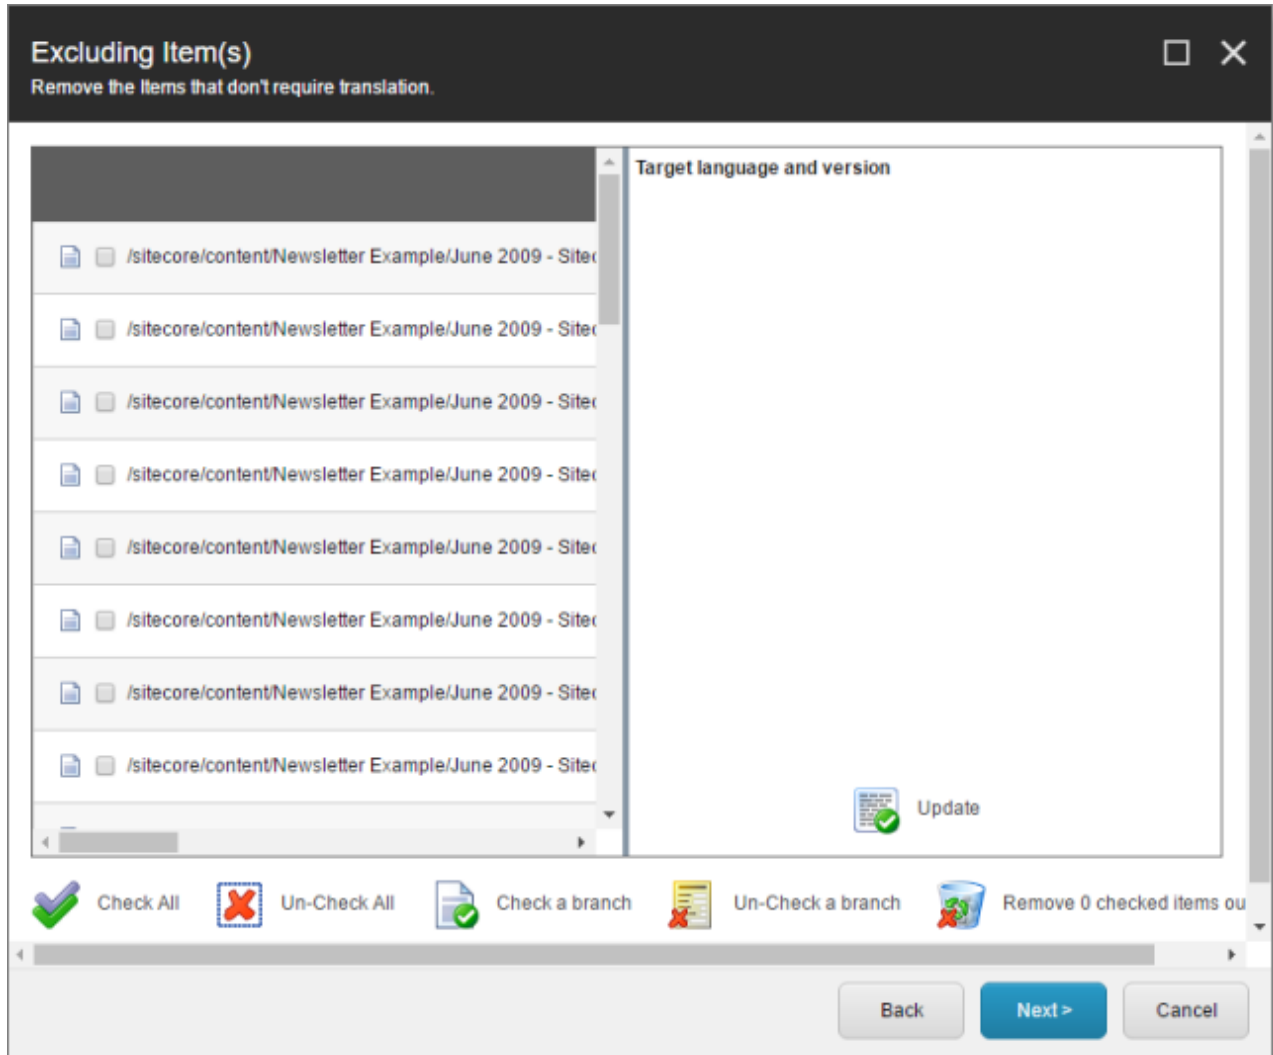 Excluding Item(s)
Remove the Items that don't require translation.
Target language and version
/sitecore/content/Newsletter Example/June 2009 - Sitec
/sitecore/content/Newsletter Example/June 2009 - Sitec
/sitecore/content/Newsletter Example/June 2009 - Sitec
/sitecore/content/Newsletter Example/June 2009 - Sitec
/sitecore/content/Newsletter Example/June 2009 - Sitec
/sitecore/content/Newsletter Example/June 2009 - Sitec
/sitecore/content/Newsletter Example/June 2009 - Sitec
/sitecore/content/Newsletter Example/June 2009 - Sitec
Update
Check All Un-Check All Check a branch Un-Check a branch Remove 0 checked items ou
Back Next > Cancel